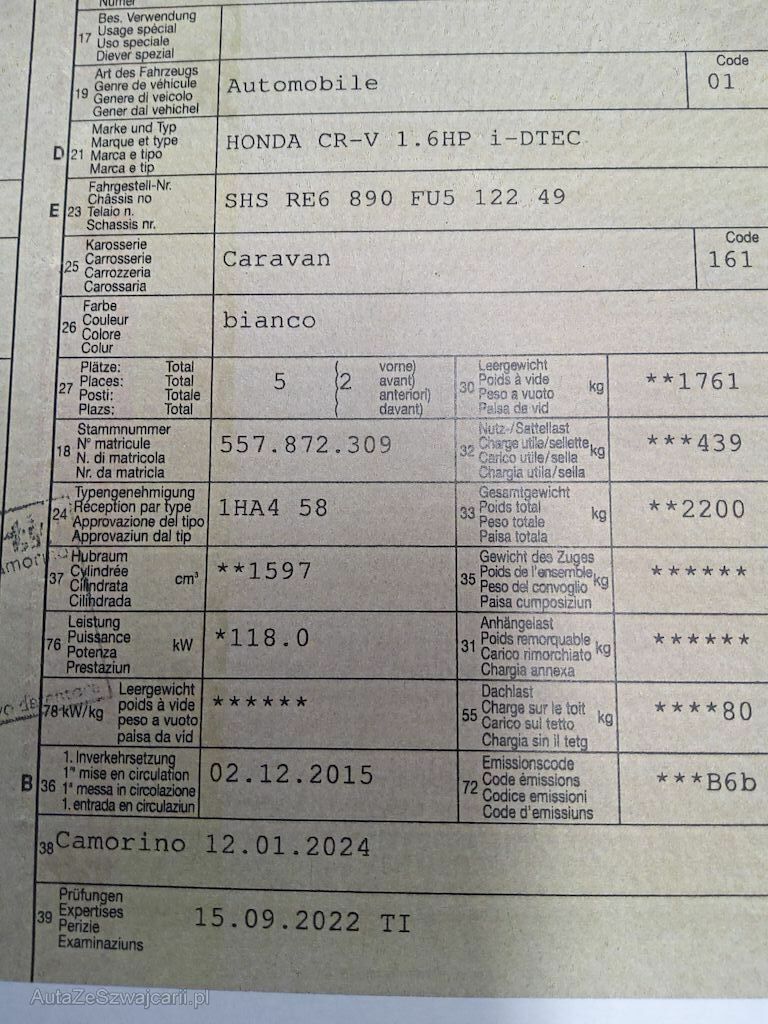 Bes. Verwendung
17 Usage spécial
Uso speciale
Diever spezial
Art des Fahrzeugs
19 Genre de véhicule
Genere di veicolo
Gener dal vehichel
Automobile
Code
01
Marke und Typ
D 21 Marque et type
Marca e tipo
Marca e tip
HONDA CR-V 1.6HP i-DTEC
Fahrgestell-Nr.
E 23 Châssis no
Telaio n.
Schassis nr.
SHS RE6 890 FU5 122 49
Karosserie
25 Carrosserie
Carrozzeria
Carossaria
Caravan
Code
161
Farbe
26 Couleur
Colore
Colur
bianco
Plätze: Total
27 Places: Total
Posti: Totale
Plazs: Total
5 (2 vorne)
avant)
anteriori)
davant)
Leergewicht
30 Poids à vide kg
Peso a vuoto
Paisa da vid
**1761
Stammnummer
18 N° matricule
N. di matricola
Nr. da matricla
557.872.309
Nutz-/Sattellast
32 Charge utile/sellette kg
Carico utile/sella
Chargia utila/sella
***439
Typengenehmigung
24 Réception par type
Approvazione del tipo
Approvaziun dal tip
1HA4 58
Gesamtgewicht
33 Poids total kg
Peso totale
Paisa totala
**2200
Hubraum
37 Cylindrée cm³
Cilindrata
Cilindrada
**1597
Gewicht des Zuges
35 Poids de l'ensemble kg
Peso del convoglio
Paisa cumposiziun
******
Leistung
76 Puissance kW
Potenza
Prestaziun
*118.0
Anhängelast
31 Poids remorquable kg
Carico rimorchiato
Chargia annexa
******
Leergewicht
78 kW/kg poids à vide
peso a vuoto
paisa da vid
******
Dachlast
55 Charge sur le toit kg
Carico sul tetto
Chargia sin il tetg
****80
1. Inverkehrsetzung
B 36 1re mise en circulation
1a messa in circolazione
1. entrada en circulaziun
02.12.2015
Emissionscode
72 Code émissions
Codice emissioni
Code d'emissiuns
***B6b
38 Camorino 12.01.2024
Prüfungen
39 Expertises
Perizie
Examinaziuns
15.09.2022 TI
AutaZeSzwajcarii.pl